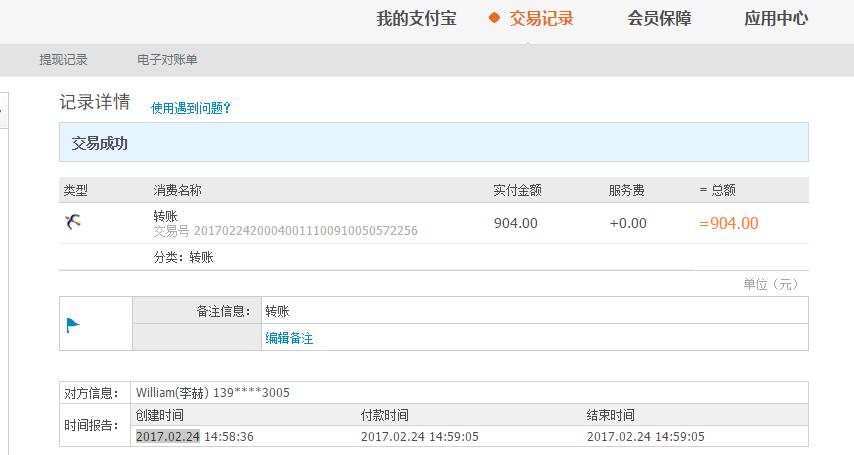 我的支付宝 交易记录 会员保障 应用中心
提现记录 电子对账单
记录详情 使用遇到问题?
交易成功
类型 消费名称 实付金额 服务费 = 总额
转账 904.00 +0.00 =904.00
交易号 20170224200040011100910050572256
分类：转账
单位（元）
备注信息： 转账
编辑备注
对方信息： William(李赫) 139****3005
时间报告： 创建时间 付款时间 结束时间
2017.02.24 14:58:36 2017.02.24 14:59:05 2017.02.24 14:59:05